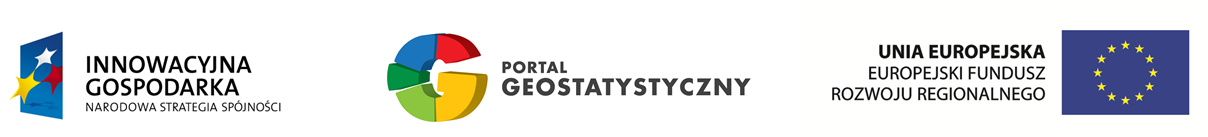 INNOWACYJNA
GOSPODARKA
NARODOWA STRATEGIA SPÓJNOŚCI
PORTAL
GEOSTATYSTYCZNY
UNIA EUROPEJSKA
EUROPEJSKI FUNDUSZ
ROZWOJU REGIONALNEGO